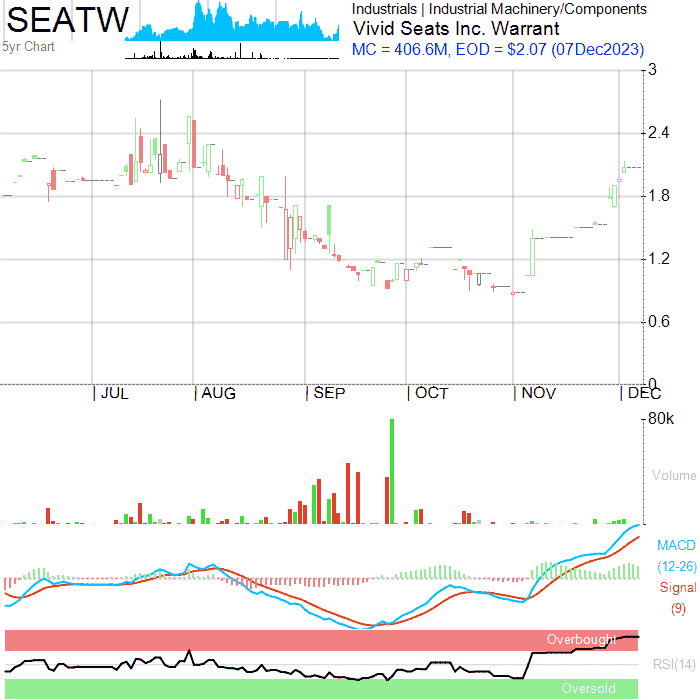 SEATW
5yr Chart
Industrials | Industrial Machinery/Components
Vivid Seats Inc. Warrant
MC = 406.6M, EOD = $2.07 (07Dec2023)
3
2.4
1.8
1.2
0.6
0
JUL AUG SEP OCT NOV DEC
80k
Volume
MACD
(12-26)
Signal
(9)
Overbought
RSI(14)
Oversold